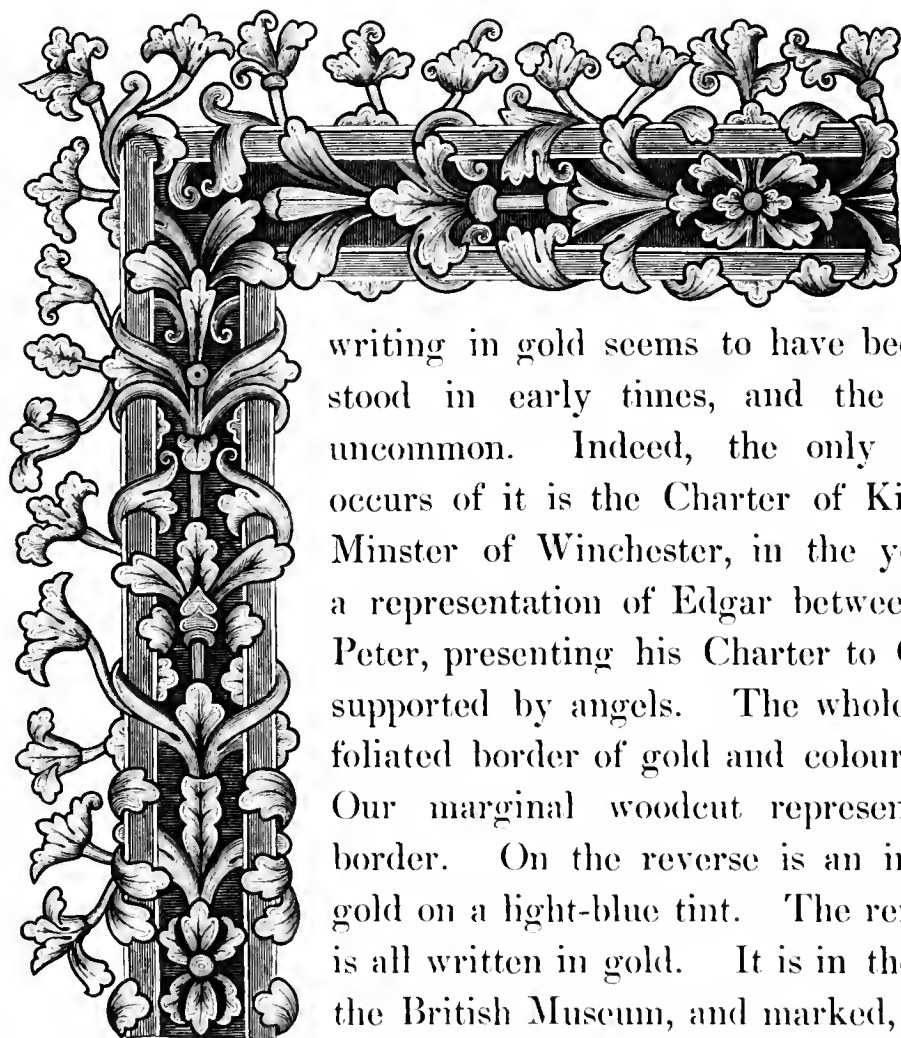 writing in gold seems to have bee
stood in early times, and the
uncommon. Indeed, the only
occurs of it is the Charter of Ki
Minster of Winchester, in the y
a representation of Edgar betwee
Peter, presenting his Charter to
supported by angels. The whol
foliated border of gold and colour
Our marginal woodcut represen
border. On the reverse is an in
gold on a light-blue tint. The re
is all written in gold. It is in the
the British Museum, and marked,